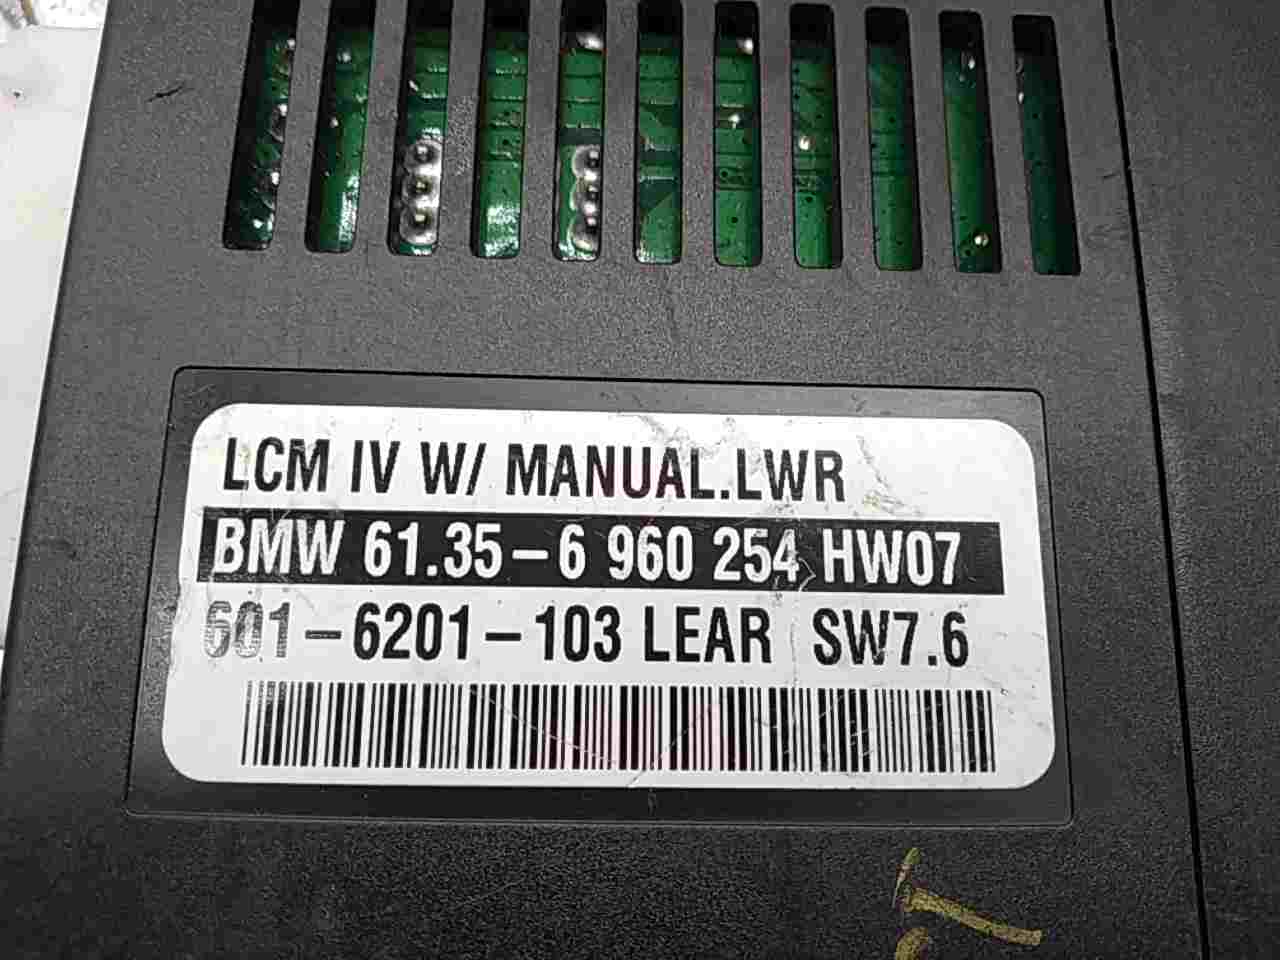 LCM IV W/ MANUAL.LWR
BMW 61.35-6 960 254 HW07
601-6201-103 LEAR SW7.6